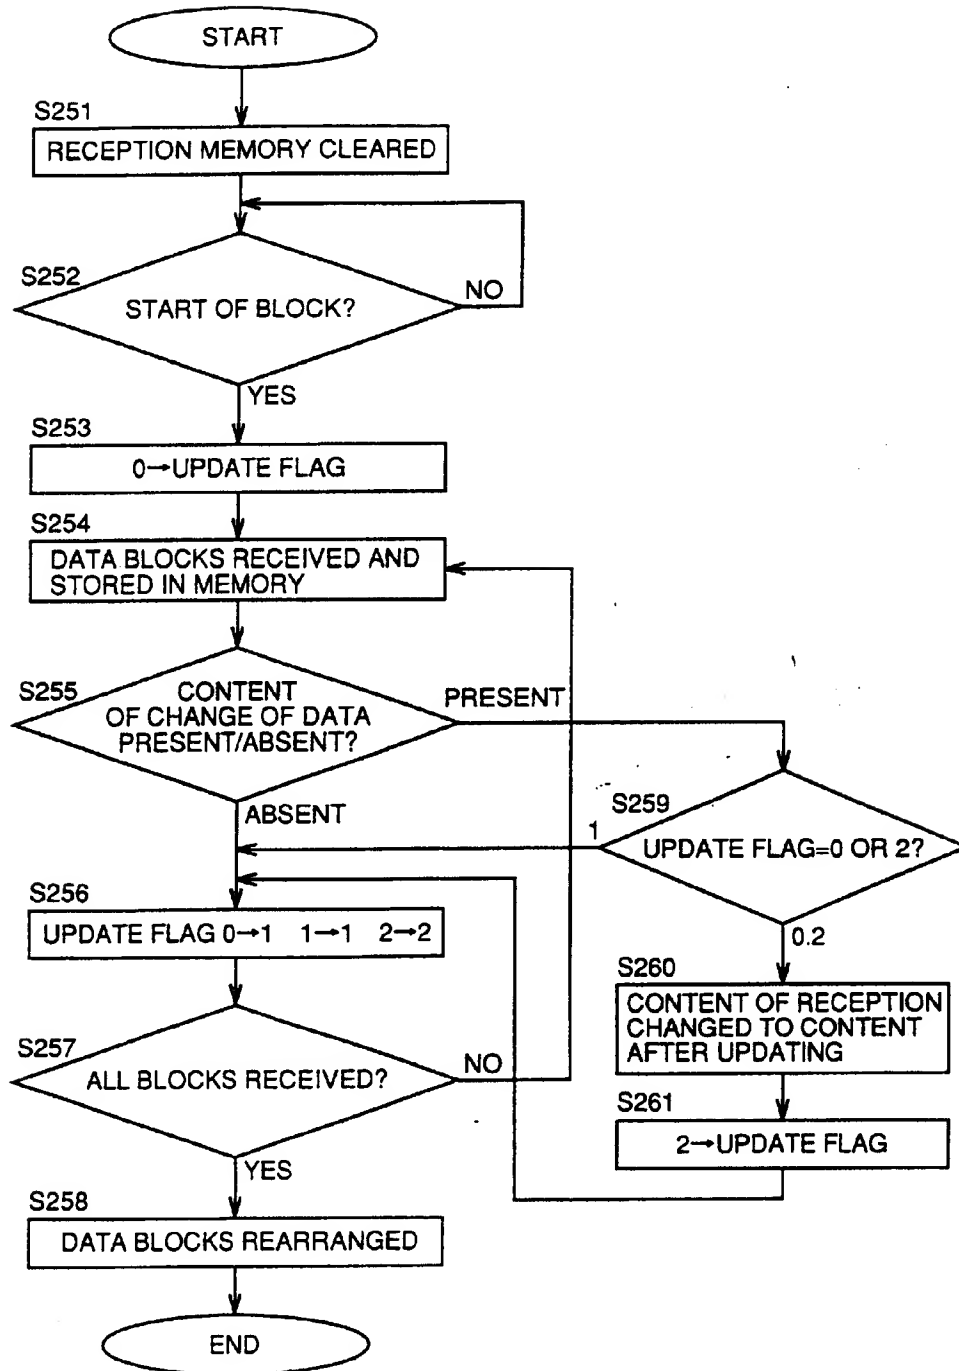 START
S251
RECEPTION MEMORY CLEARED
S252
START OF BLOCK?
NO
YES
S253
0→UPDATE FLAG
S254
DATA BLOCKS RECEIVED AND
STORED IN MEMORY
S255
CONTENT
OF CHANGE OF DATA
PRESENT/ABSENT?
PRESENT
ABSENT
S259
1
UPDATE FLAG=0 OR 2?
0.2
S256
UPDATE FLAG 0→1 1→1 2→2
S260
CONTENT OF RECEPTION
CHANGED TO CONTENT
AFTER UPDATING
S257
ALL BLOCKS RECEIVED?
NO
YES
S261
2→UPDATE FLAG
S258
DATA BLOCKS REARRANGED
END